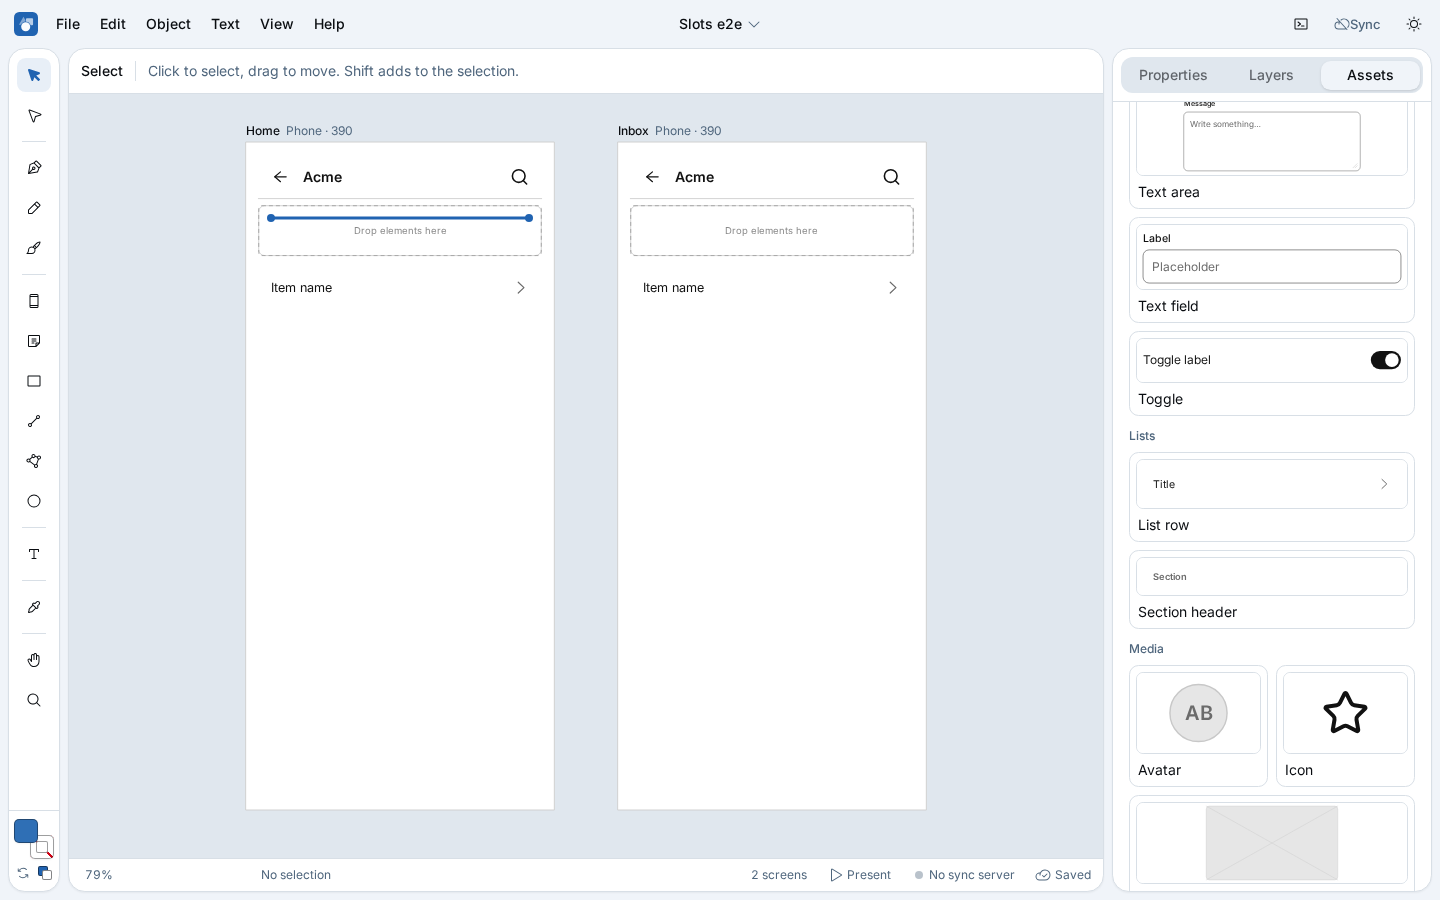 File Edit Object Text View Help
Slots e2e
Sync
Select
Click to select, drag to move. Shift adds to the selection.
Properties
Layers
Assets
Home Phone · 390
Acme
Drop elements here
Item name
Inbox Phone · 390
Acme
Drop elements here
Item name
Message
Write something...
Text area
Label
Placeholder
Text field
Toggle label
Toggle
Lists
Title
List row
Section
Section header
Media
AB
Avatar
Icon
79%
No selection
2 screens
Present
No sync server
Saved